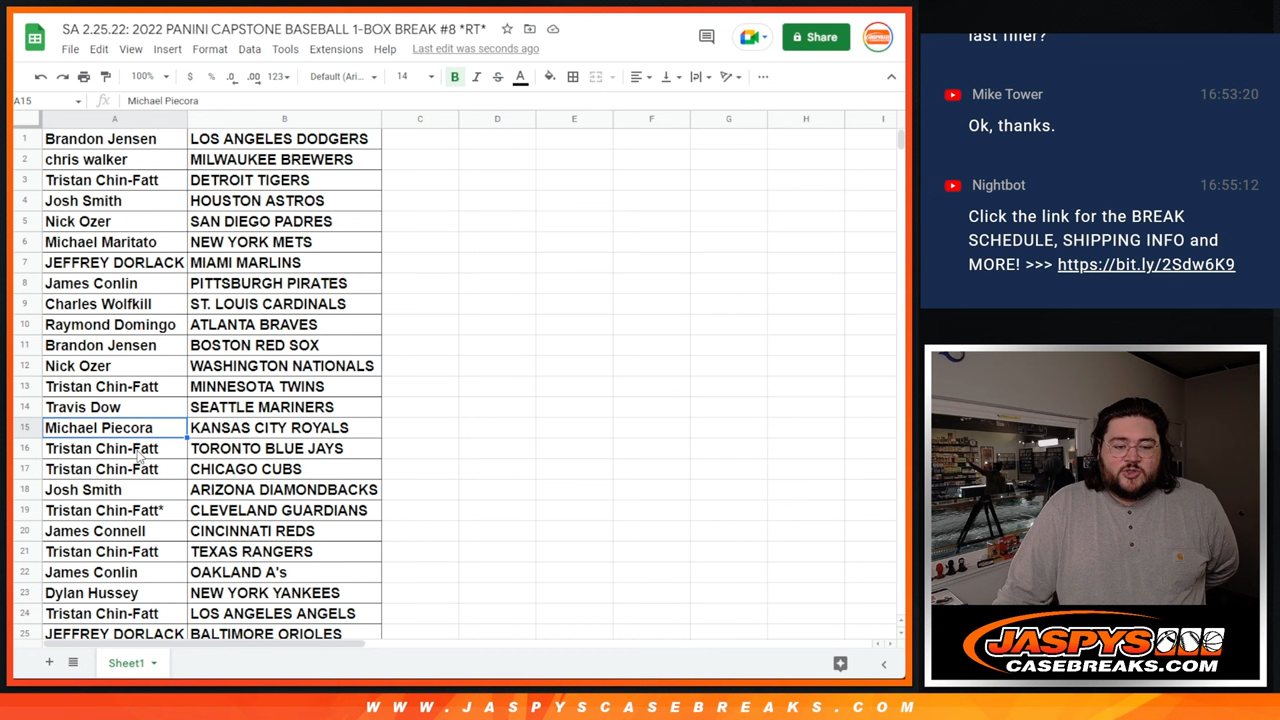 SA 2.25.22: 2022 PANINI CAPSTONE BASEBALL 1-BOX BREAK #8 *RT*
File Edit View Insert Format Data Tools Extensions Help Last edit was seconds ago
Share
100% $ % .0 .00 123 Default (Ari... 14 B I S A
A15 fx Michael Piecora
A B C D E F G H I
1 Brandon Jensen LOS ANGELES DODGERS
2 chris walker MILWAUKEE BREWERS
3 Tristan Chin-Fatt DETROIT TIGERS
4 Josh Smith HOUSTON ASTROS
5 Nick Ozer SAN DIEGO PADRES
6 Michael Maritato NEW YORK METS
7 JEFFREY DORLACK MIAMI MARLINS
8 James Conlin PITTSBURGH PIRATES
9 Charles Wolfkill ST. LOUIS CARDINALS
10 Raymond Domingo ATLANTA BRAVES
11 Brandon Jensen BOSTON RED SOX
12 Nick Ozer WASHINGTON NATIONALS
13 Tristan Chin-Fatt MINNESOTA TWINS
14 Travis Dow SEATTLE MARINERS
15 Michael Piecora KANSAS CITY ROYALS
16 Tristan Chin-Fatt TORONTO BLUE JAYS
17 Tristan Chin-Fatt CHICAGO CUBS
18 Josh Smith ARIZONA DIAMONDBACKS
19 Tristan Chin-Fatt* CLEVELAND GUARDIANS
20 James Connell CINCINNATI REDS
21 Tristan Chin-Fatt TEXAS RANGERS
22 James Conlin OAKLAND A's
23 Dylan Hussey NEW YORK YANKEES
24 Tristan Chin-Fatt LOS ANGELES ANGELS
25 JEFFREY DORLACK BALTIMORE ORIOLES
Sheet1
last filler?
Mike Tower 16:53:20
Ok, thanks.
Nightbot 16:55:12
Click the link for the BREAK
SCHEDULE, SHIPPING INFO and
MORE! >>> https://bit.ly/2Sdw6K9
JASPYS
CASEBREAKS.COM
WWW.JASPYSCASEBREAKS.COM